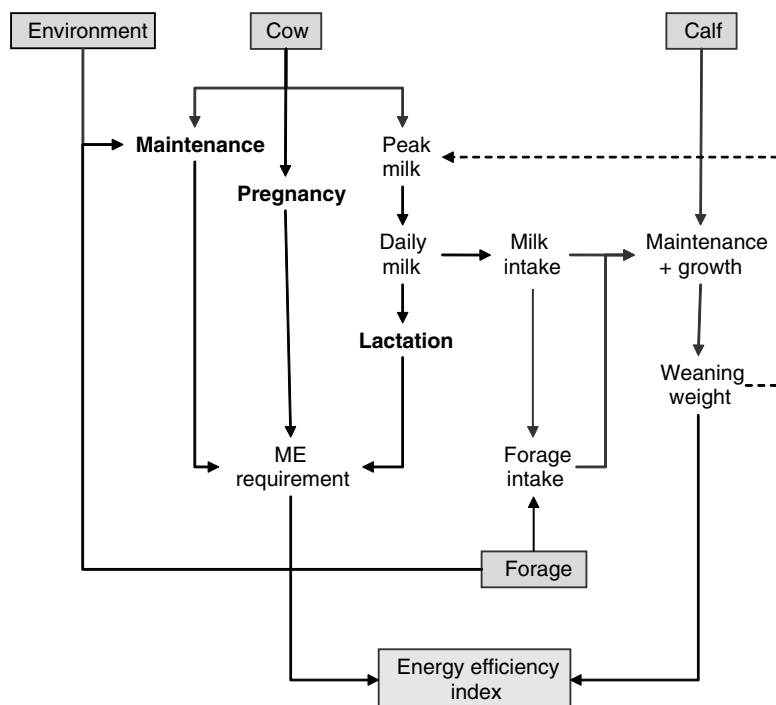 Environment
Cow
Calf
Maintenance
Peak
milk
Pregnancy
Daily
milk
Milk
intake
Maintenance
+ growth
Lactation
Weaning
weight
ME
requirement
Forage
intake
Forage
Energy efficiency
index